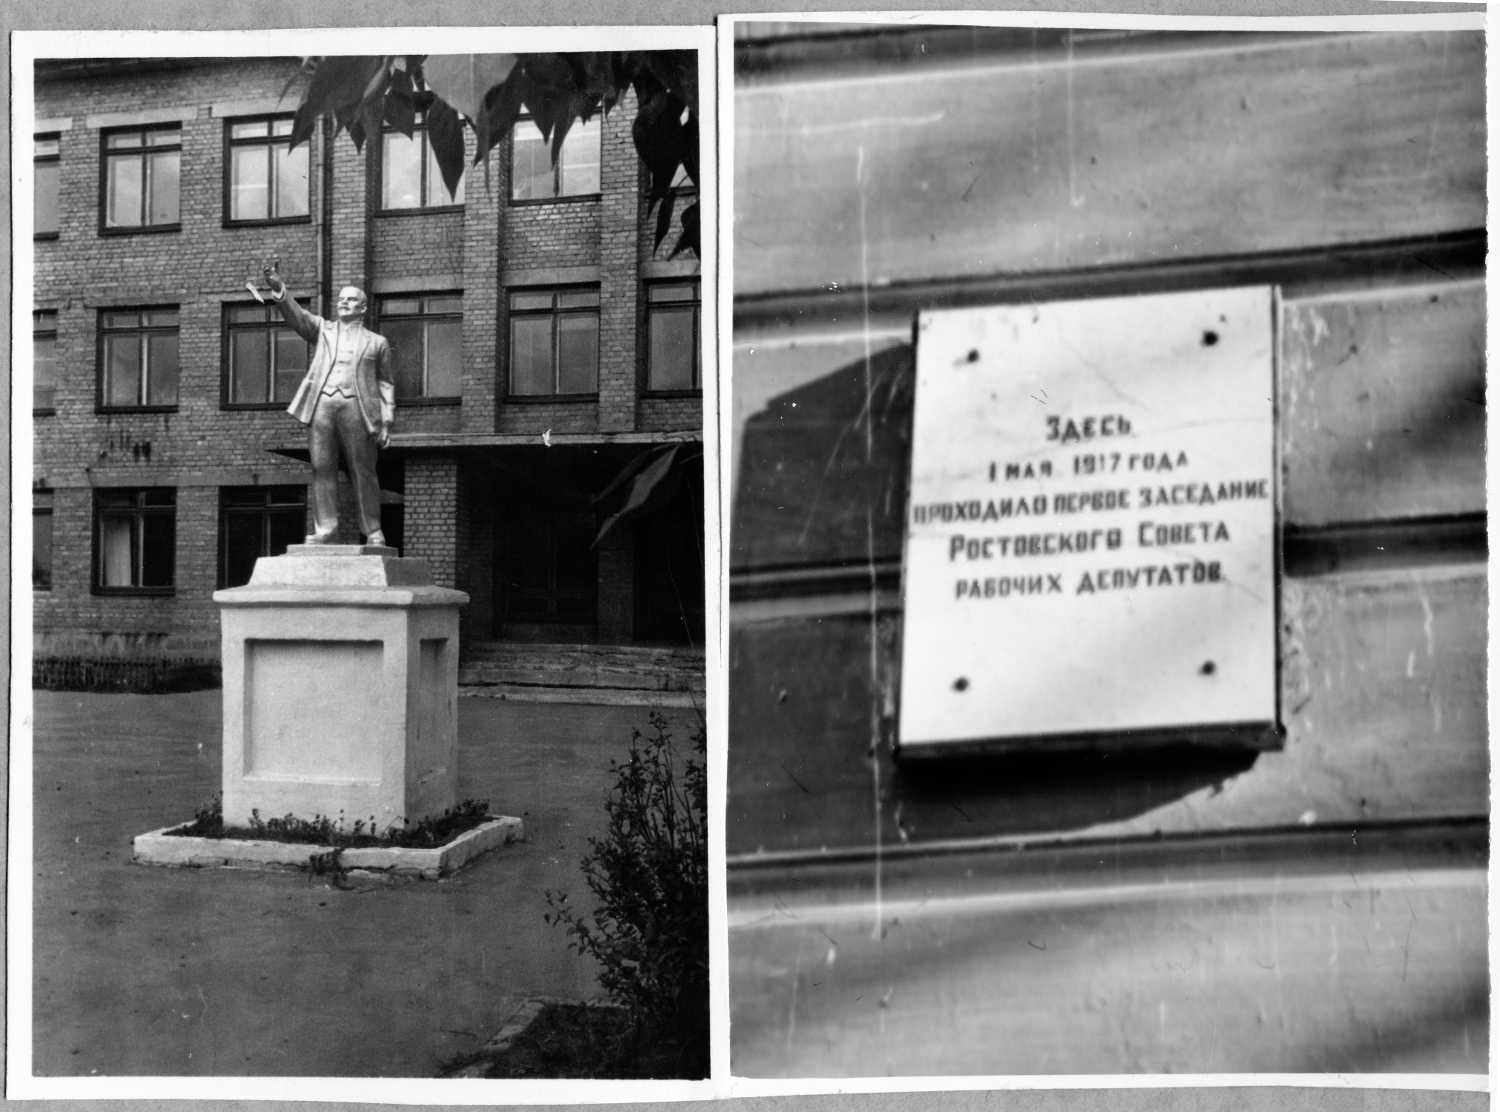 Здесь
1 мая 1917 года
проходило первое заседание
Ростовского Совета
рабочих депутатов.